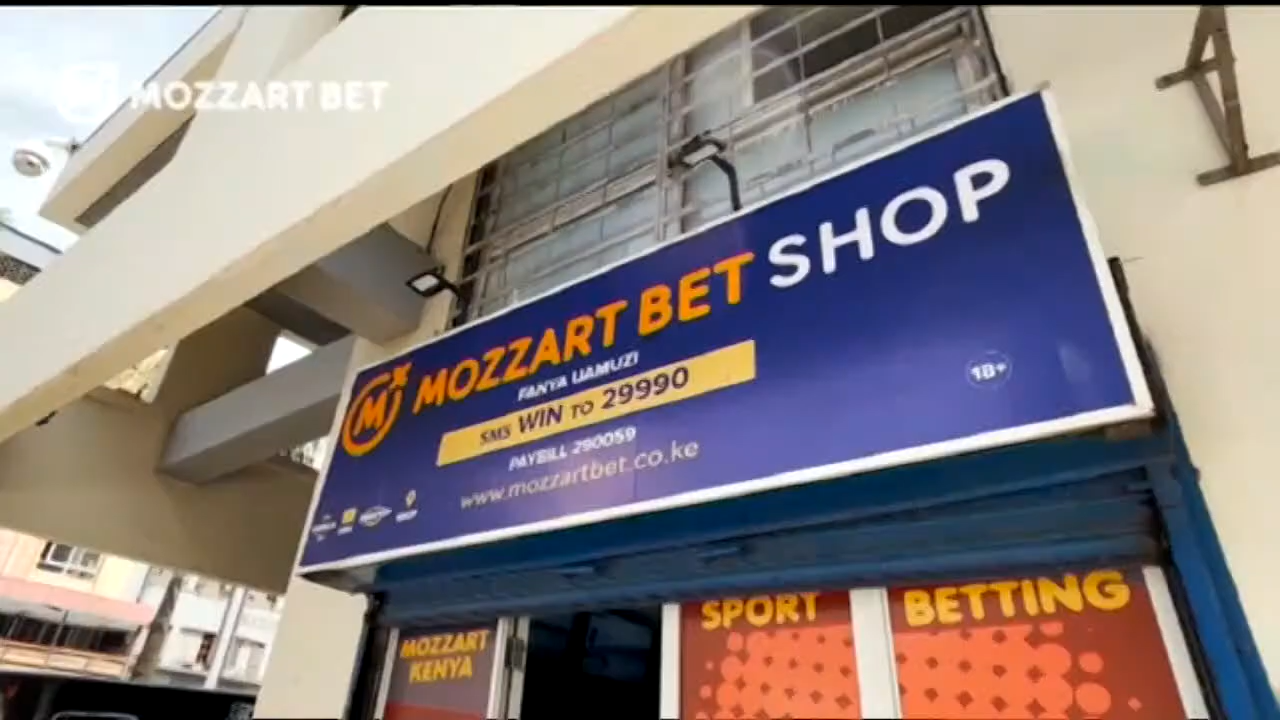 MOZZART BET
MOZZART BET SHOP
FANYA UAMUZI
SMS WIN TO 29990
PAYBILL 290059
www.mozzartbet.co.ke
18+
MOZZART
KENYA
SPORT
BETTING